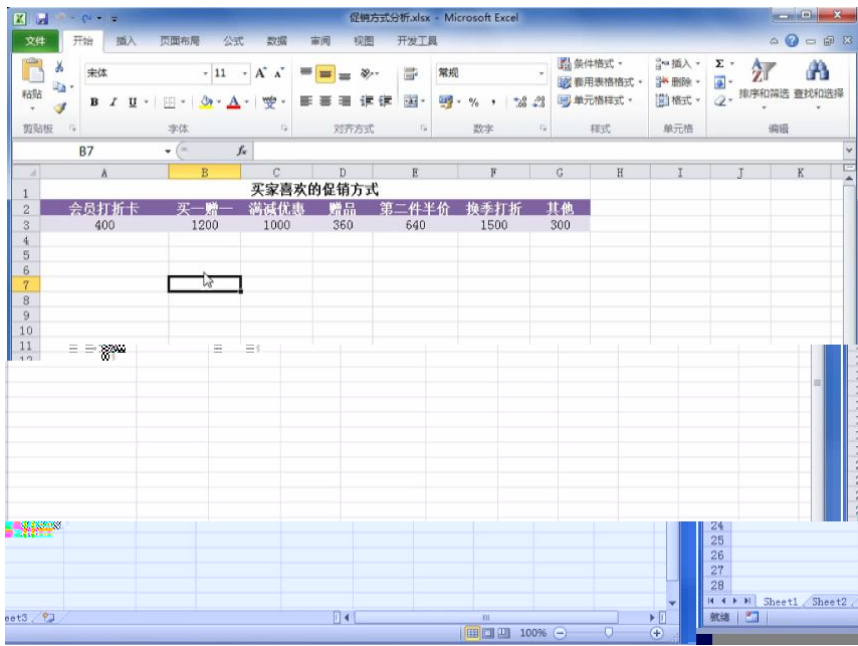 促销方式分析.xlsx - Microsoft Excel
文件 开始 插入 页面布局 公式 数据 审阅 视图 开发工具
宋体 11 A A 常规 条件格式 插入 Σ
粘贴 套用表格格式 删除 排序和筛选 查找和选择
B I U A % , 单元格样式 格式
剪贴板 字体 对齐方式 数字 样式 单元格 编辑
B7 fx
A B C D E F G H I J K
1 买家喜欢的促销方式
2 会员打折卡 买一赠一 满减优惠 赠品 第二件半价 换季打折 其他
3 400 1200 1000 360 640 1500 300
4
5
6
7
8
9
10
11
12
24
25
26
27
28
Sheet1 Sheet2
eet3
就绪
100%